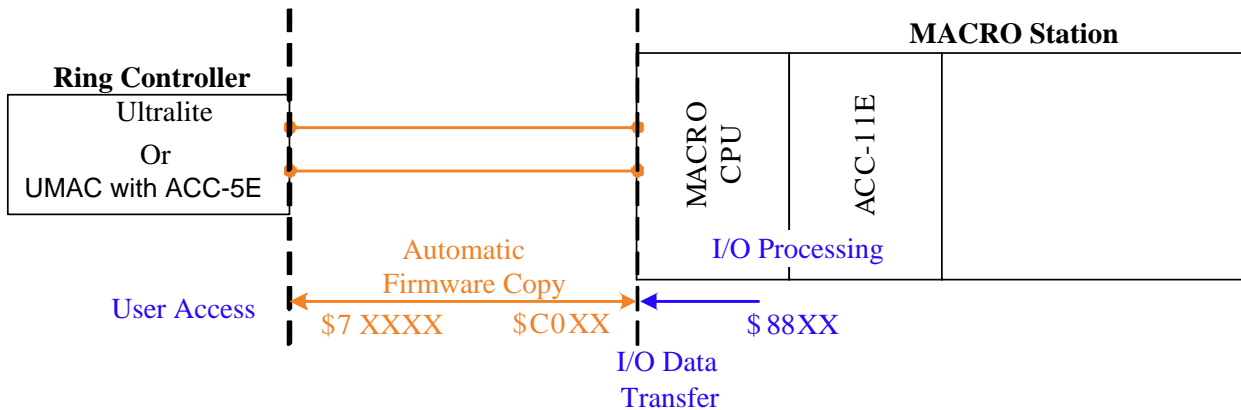 MACRO Station
Ring Controller
Ultralite
Or
UMAC with ACC-5E
MACRO
CPU
ACC-11E
I/O Processing
Automatic
Firmware Copy
User Access
$7 XXXX
$C0XX
$ 88XX
I/O Data
Transfer